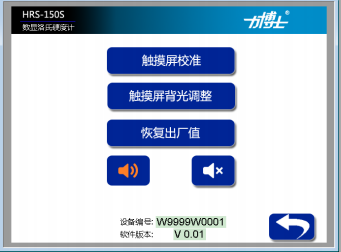 HRS-150S
数显洛氏硬度计
力博士®
触摸屏校准
触摸屏背光调整
恢复出厂值
设备编号: W9999W0001
软件版本: V 0.01